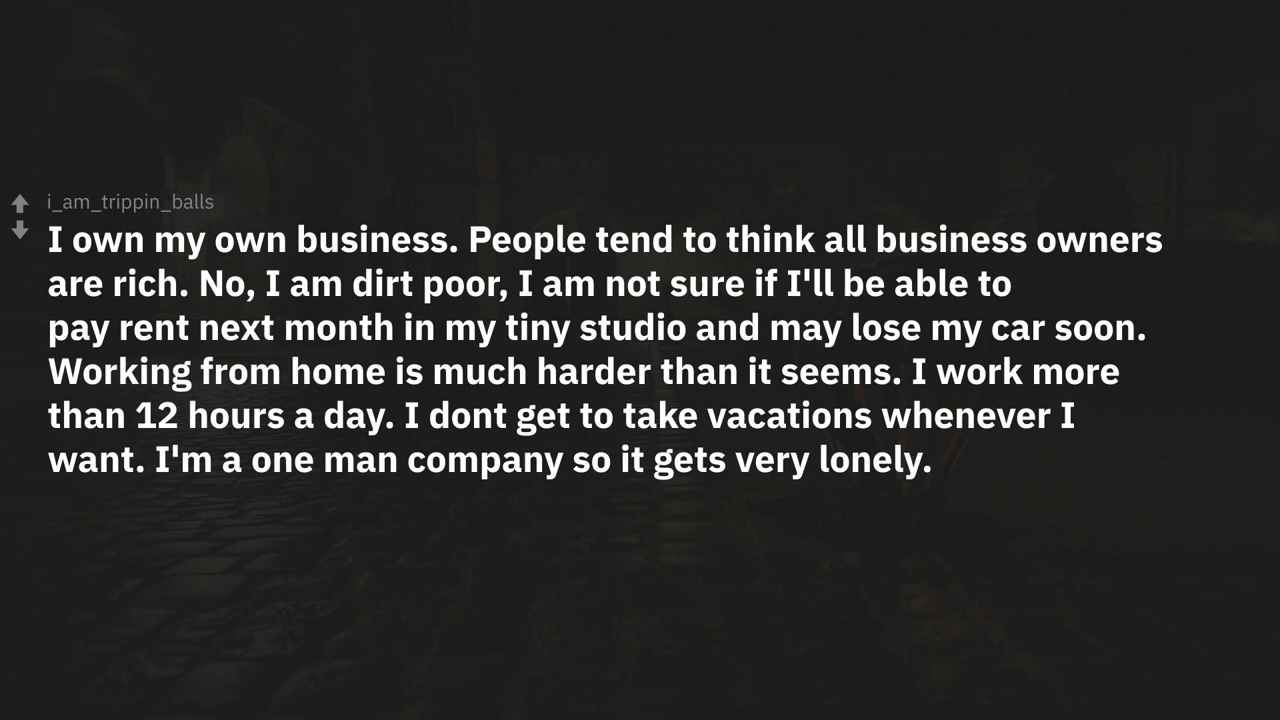 i_am_trippin_balls
I own my own business. People tend to think all business owners
are rich. No, I am dirt poor, I am not sure if I'll be able to
pay rent next month in my tiny studio and may lose my car soon.
Working from home is much harder than it seems. I work more
than 12 hours a day. I dont get to take vacations whenever I
want. I'm a one man company so it gets very lonely.